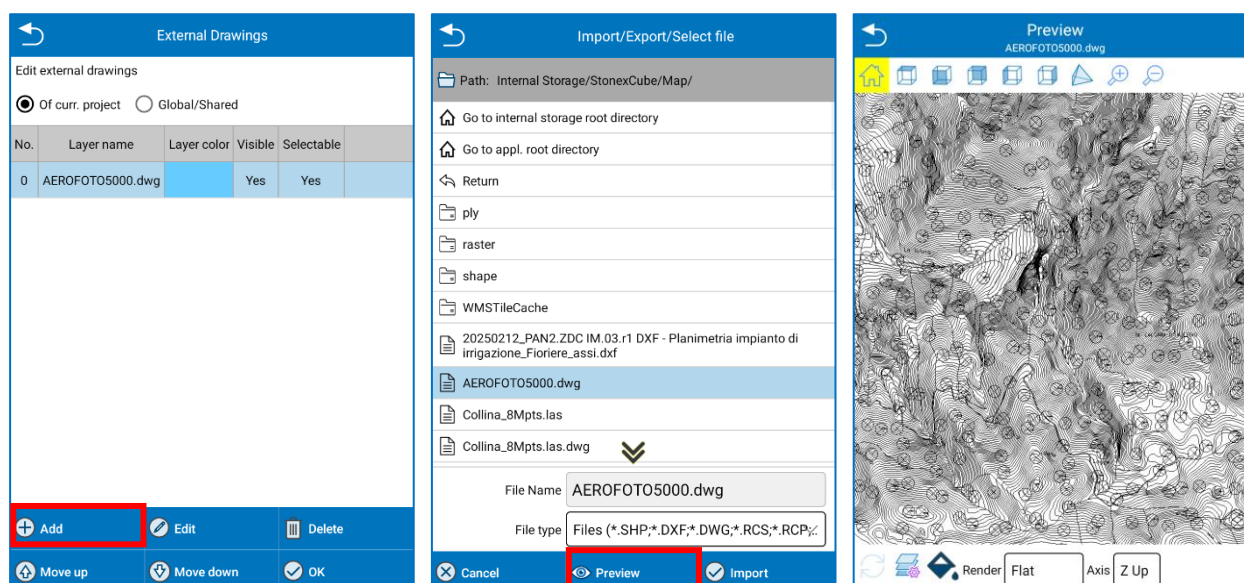 External Drawings
Edit external drawings
Of curr. project Global/Shared
No. Layer name Layer color Visible Selectable
0 AEROFOTO5000.dwg Yes Yes
Add Edit Delete
Move up Move down OK
Import/Export/Select file
Path: Internal Storage/StonexCube/Map/
Go to internal storage root directory
Go to appl. root directory
Return
ply
raster
shape
WMSTileCache
20250212_PAN2.ZDC IM.03.r1 DXF - Planimetria impianto di
irrigazione_Fioriere_assi.dxf
AEROFOTO5000.dwg
Collina_8Mpts.las
Collina_8Mpts.las.dwg
File Name AEROFOTO5000.dwg
File type Files (*.SHP;*.DXF;*.DWG;*.RCS;*.RCP;
Cancel Preview Import
Preview
AEROFOTO5000.dwg
Render Flat Axis Z Up